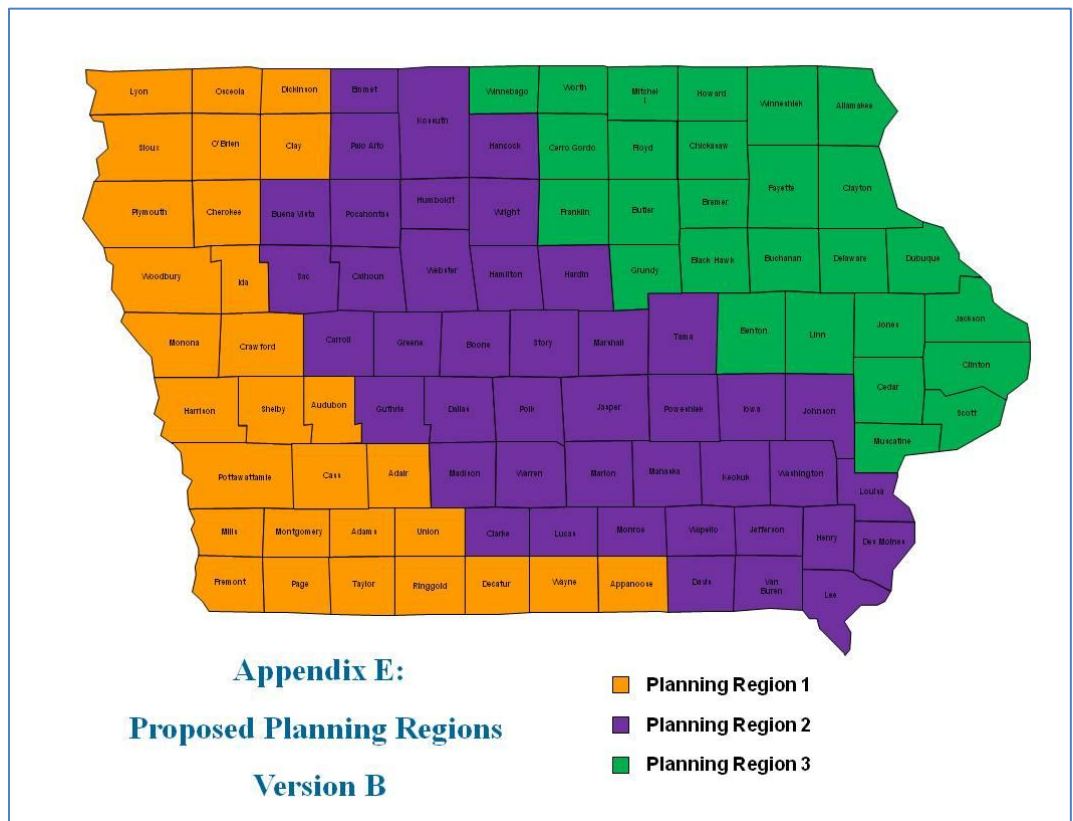 Lyon
Osceola
Dickinson
Emmet
Kossuth
Winnebago
Worth
Mitchel
l
Howard
Winneshiek
Allamakee
Sioux
O'Brien
Clay
Palo Alto
Hancock
Cerro Gordo
Floyd
Chickasaw
Fayette
Clayton
Plymouth
Cherokee
Buena Vista
Pocahontas
Humboldt
Wright
Franklin
Butler
Bremer
Woodbury
Ida
Sac
Calhoun
Webster
Hamilton
Hardin
Grundy
Black Hawk
Buchanan
Delaware
Dubuque
Monona
Crawford
Carroll
Greene
Boone
Story
Marshall
Tama
Benton
Linn
Jones
Jackson
Clinton
Harrison
Shelby
Audubon
Guthrie
Dallas
Polk
Jasper
Poweshiek
Iowa
Johnson
Cedar
Scott
Muscatine
Pottawattamie
Cass
Adair
Madison
Warren
Marion
Mahaska
Keokuk
Washington
Louisa
Mills
Montgomery
Adams
Union
Clarke
Lucas
Monroe
Wapello
Jefferson
Henry
Des Moines
Fremont
Page
Taylor
Ringgold
Decatur
Wayne
Appanoose
Davis
Van
Buren
Lee
Appendix E:
Proposed Planning Regions
Version B
Planning Region 1
Planning Region 2
Planning Region 3